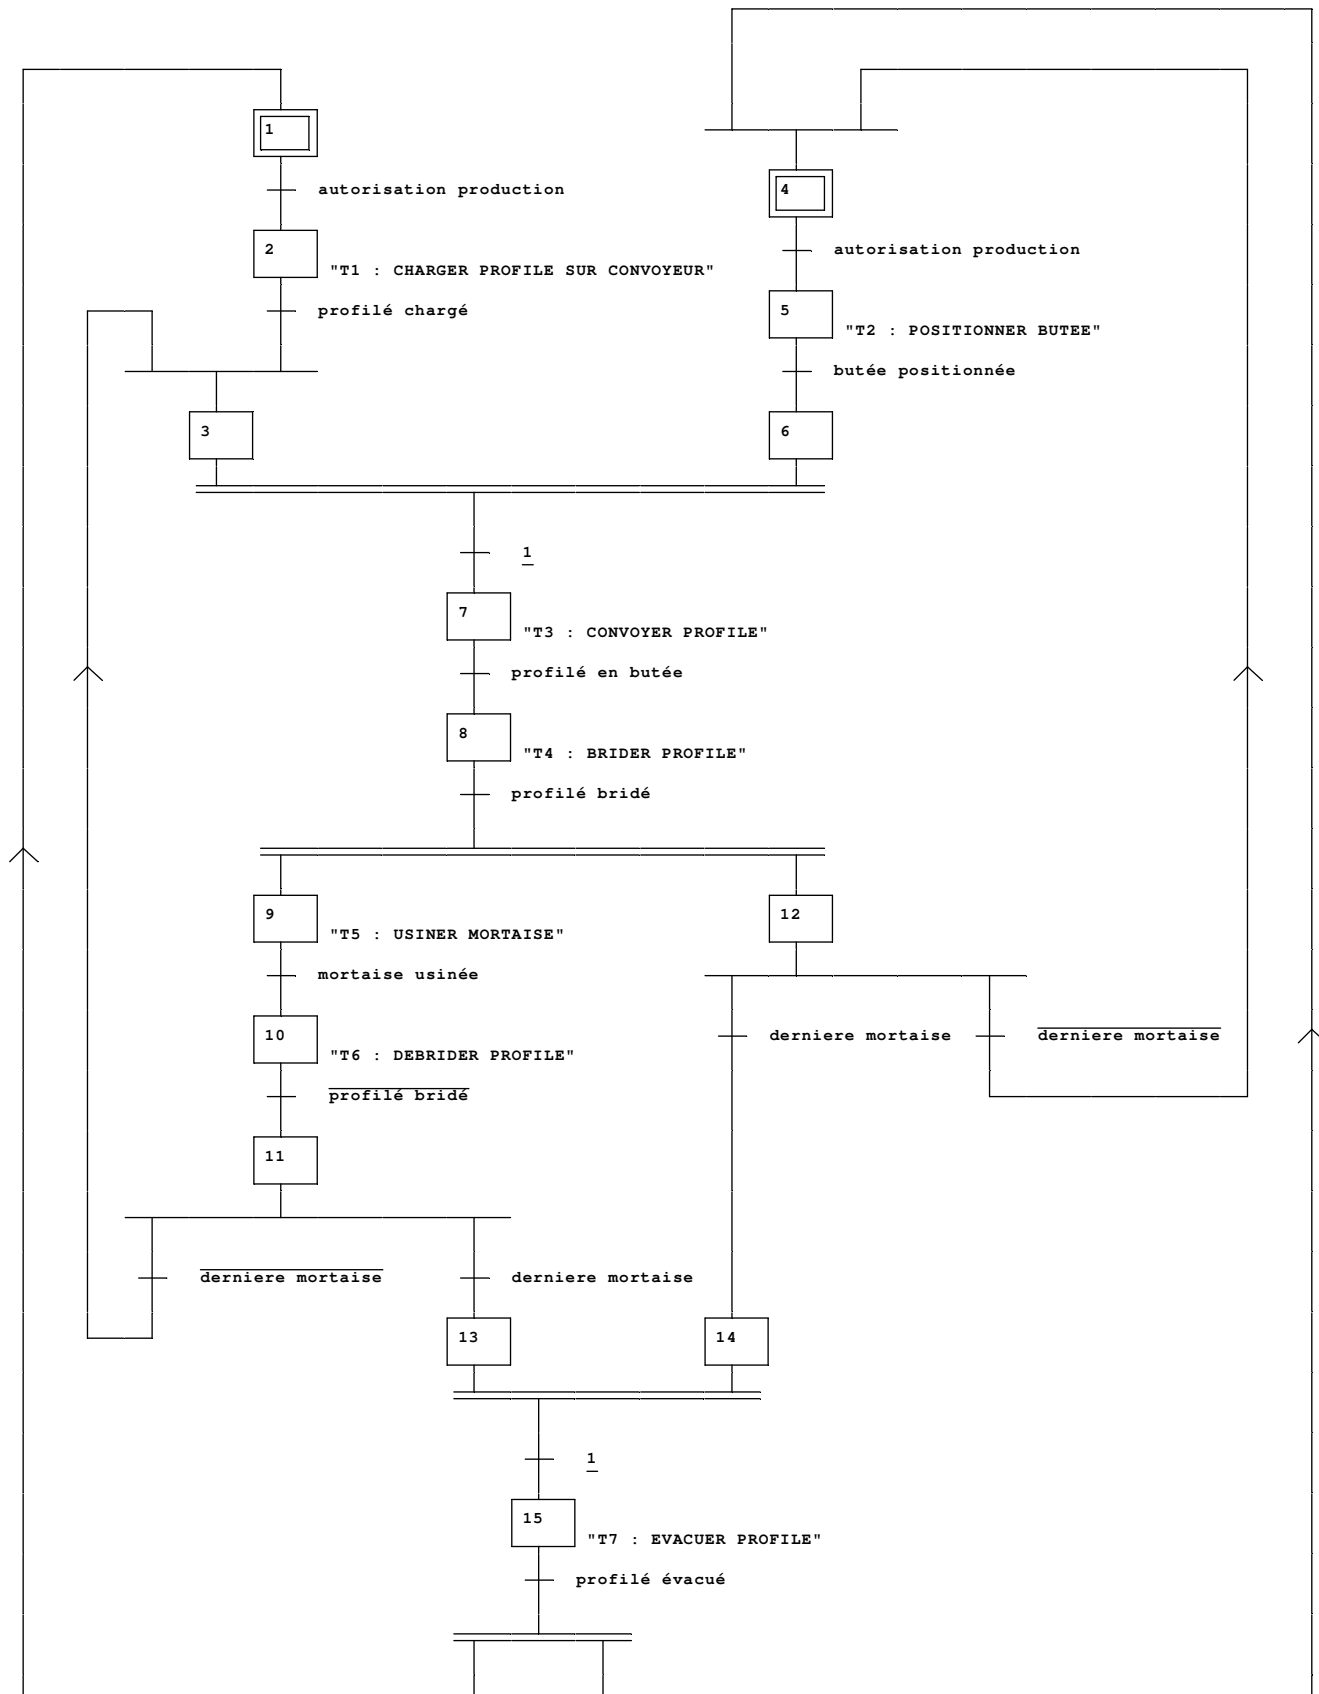 1
autorisation production
4
2
"T1 : CHARGER PROFILE SUR CONVOYEUR"
autorisation production
profilé chargé
5
"T2 : POSITIONNER BUTEE"
butée positionnée
3
6
1
7
"T3 : CONVOYER PROFILE"
profilé en butée
8
"T4 : BRIDER PROFILE"
profilé bridé
9
12
"T5 : USINER MORTAISE"
mortaise usinée
10
derniere mortaise
derniere mortaise
"T6 : DEBRIDER PROFILE"
profilé bridé
11
derniere mortaise
derniere mortaise
13
14
1
15
"T7 : EVACUER PROFILE"
profilé évacué